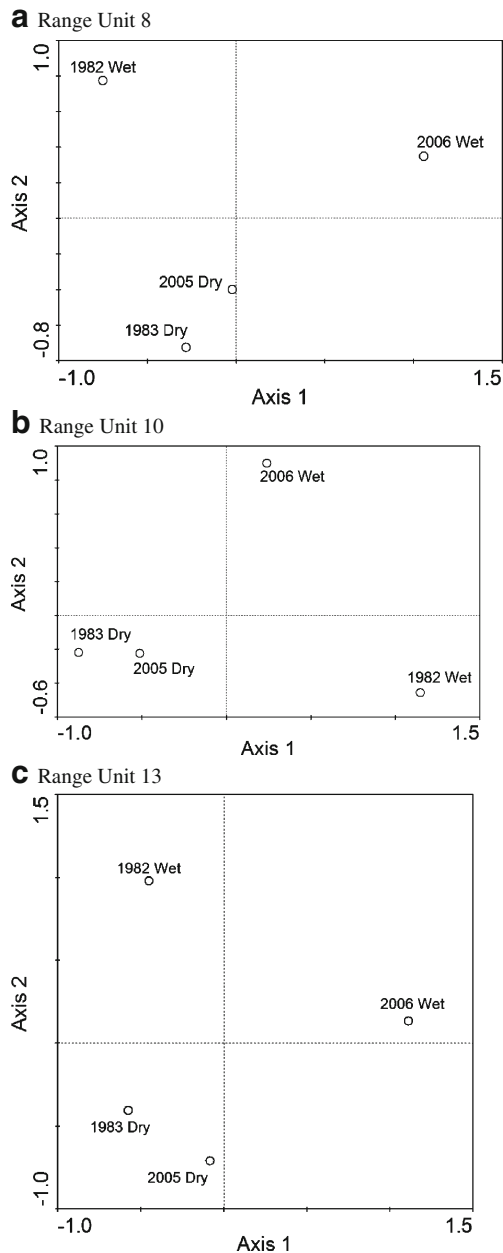 a Range Unit 8
1.0
1982 Wet
2006 Wet
Axis 2
2005 Dry
1983 Dry
-0.8
-1.0
1.5
Axis 1
b Range Unit 10
1.0
2006 Wet
Axis 2
1983 Dry
2005 Dry
1982 Wet
-0.6
-1.0
1.5
Axis 1
c Range Unit 13
1.5
1982 Wet
Axis 2
2006 Wet
1983 Dry
2005 Dry
-1.0
-1.0
1.5
Axis 1